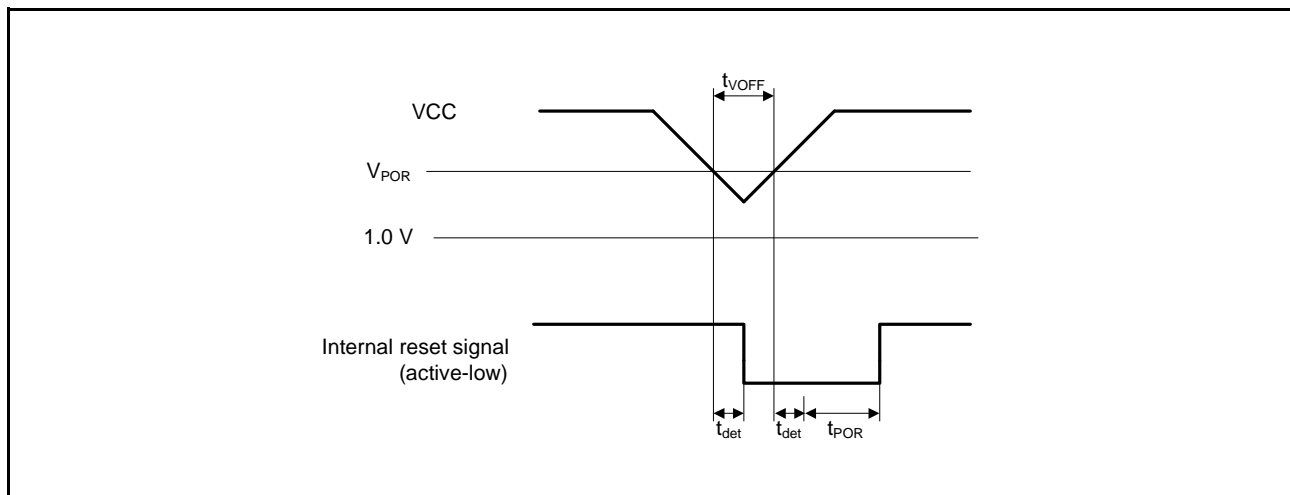 tVOFF
VCC
VPOR
1.0 V
Internal reset signal
(active-low)
tdet
tdet
tPOR